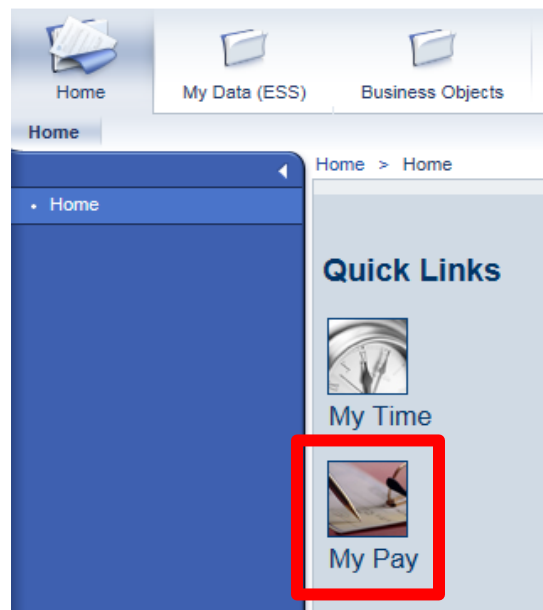 Home
My Data (ESS)
Business Objects
Home
Home > Home
• Home
Quick Links
My Time
My Pay